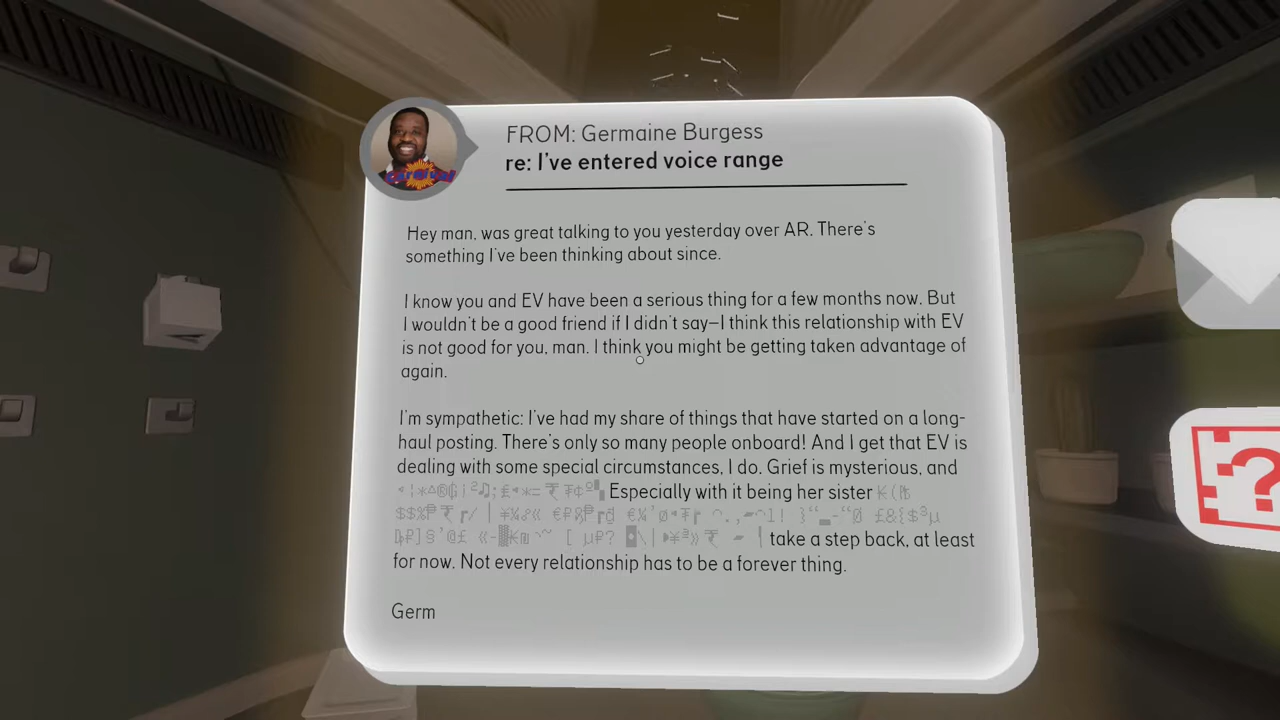 FROM: Germaine Burgess
re: I've entered voice range
Carnival
Hey man, was great talking to you yesterday over AR. There's
something I've been thinking about since.
I know you and EV have been a serious thing for a few months now. But
I wouldn't be a good friend if I didn't say—I think this relationship with EV
is not good for you, man. I think you might be getting taken advantage of
again.
I'm sympathetic: I've had my share of things that have started on a long-
haul posting. There's only so many people onboard! And I get that EV is
dealing with some special circumstances, I do. Grief is mysterious, and
Especially with it being her sister
take a step back, at least
for now. Not every relationship has to be a forever thing.
Germ
?